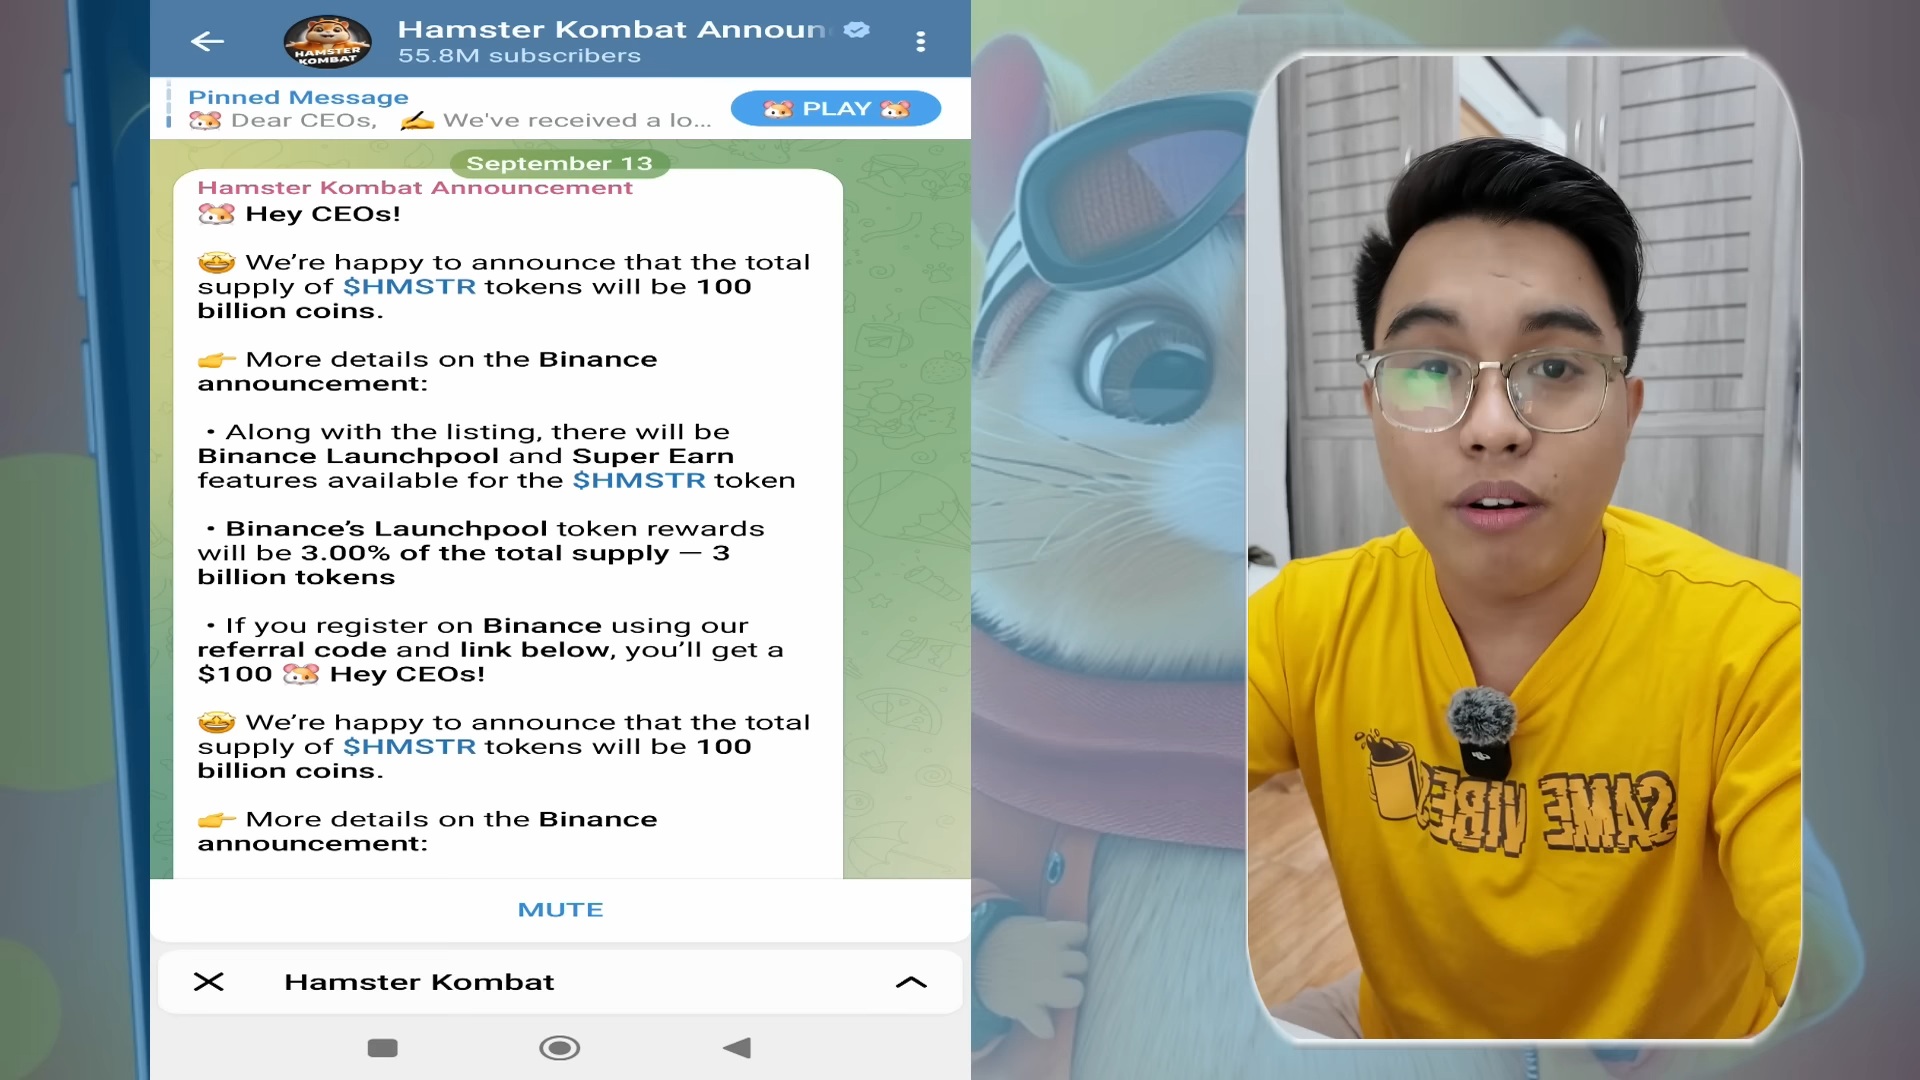 Hamster Kombat Announ
55.8M subscribers
HAMSTER
KOMBAT
Pinned Message
🐹 Dear CEOs, ✍️ We've received a lo...
🐹 PLAY 🐹
September 13
Hamster Kombat Announcement
🐹 Hey CEOs!
🤩 We’re happy to announce that the total
supply of $HMSTR tokens will be 100
billion coins.
👉 More details on the Binance
announcement:
• Along with the listing, there will be
Binance Launchpool and Super Earn
features available for the $HMSTR token
• Binance’s Launchpool token rewards
will be 3.00% of the total supply — 3
billion tokens
• If you register on Binance using our
referral code and link below, you’ll get a
$100 🐹 Hey CEOs!
🤩 We’re happy to announce that the total
supply of $HMSTR tokens will be 100
billion coins.
👉 More details on the Binance
announcement:
MUTE
Hamster Kombat
SAME VIBES